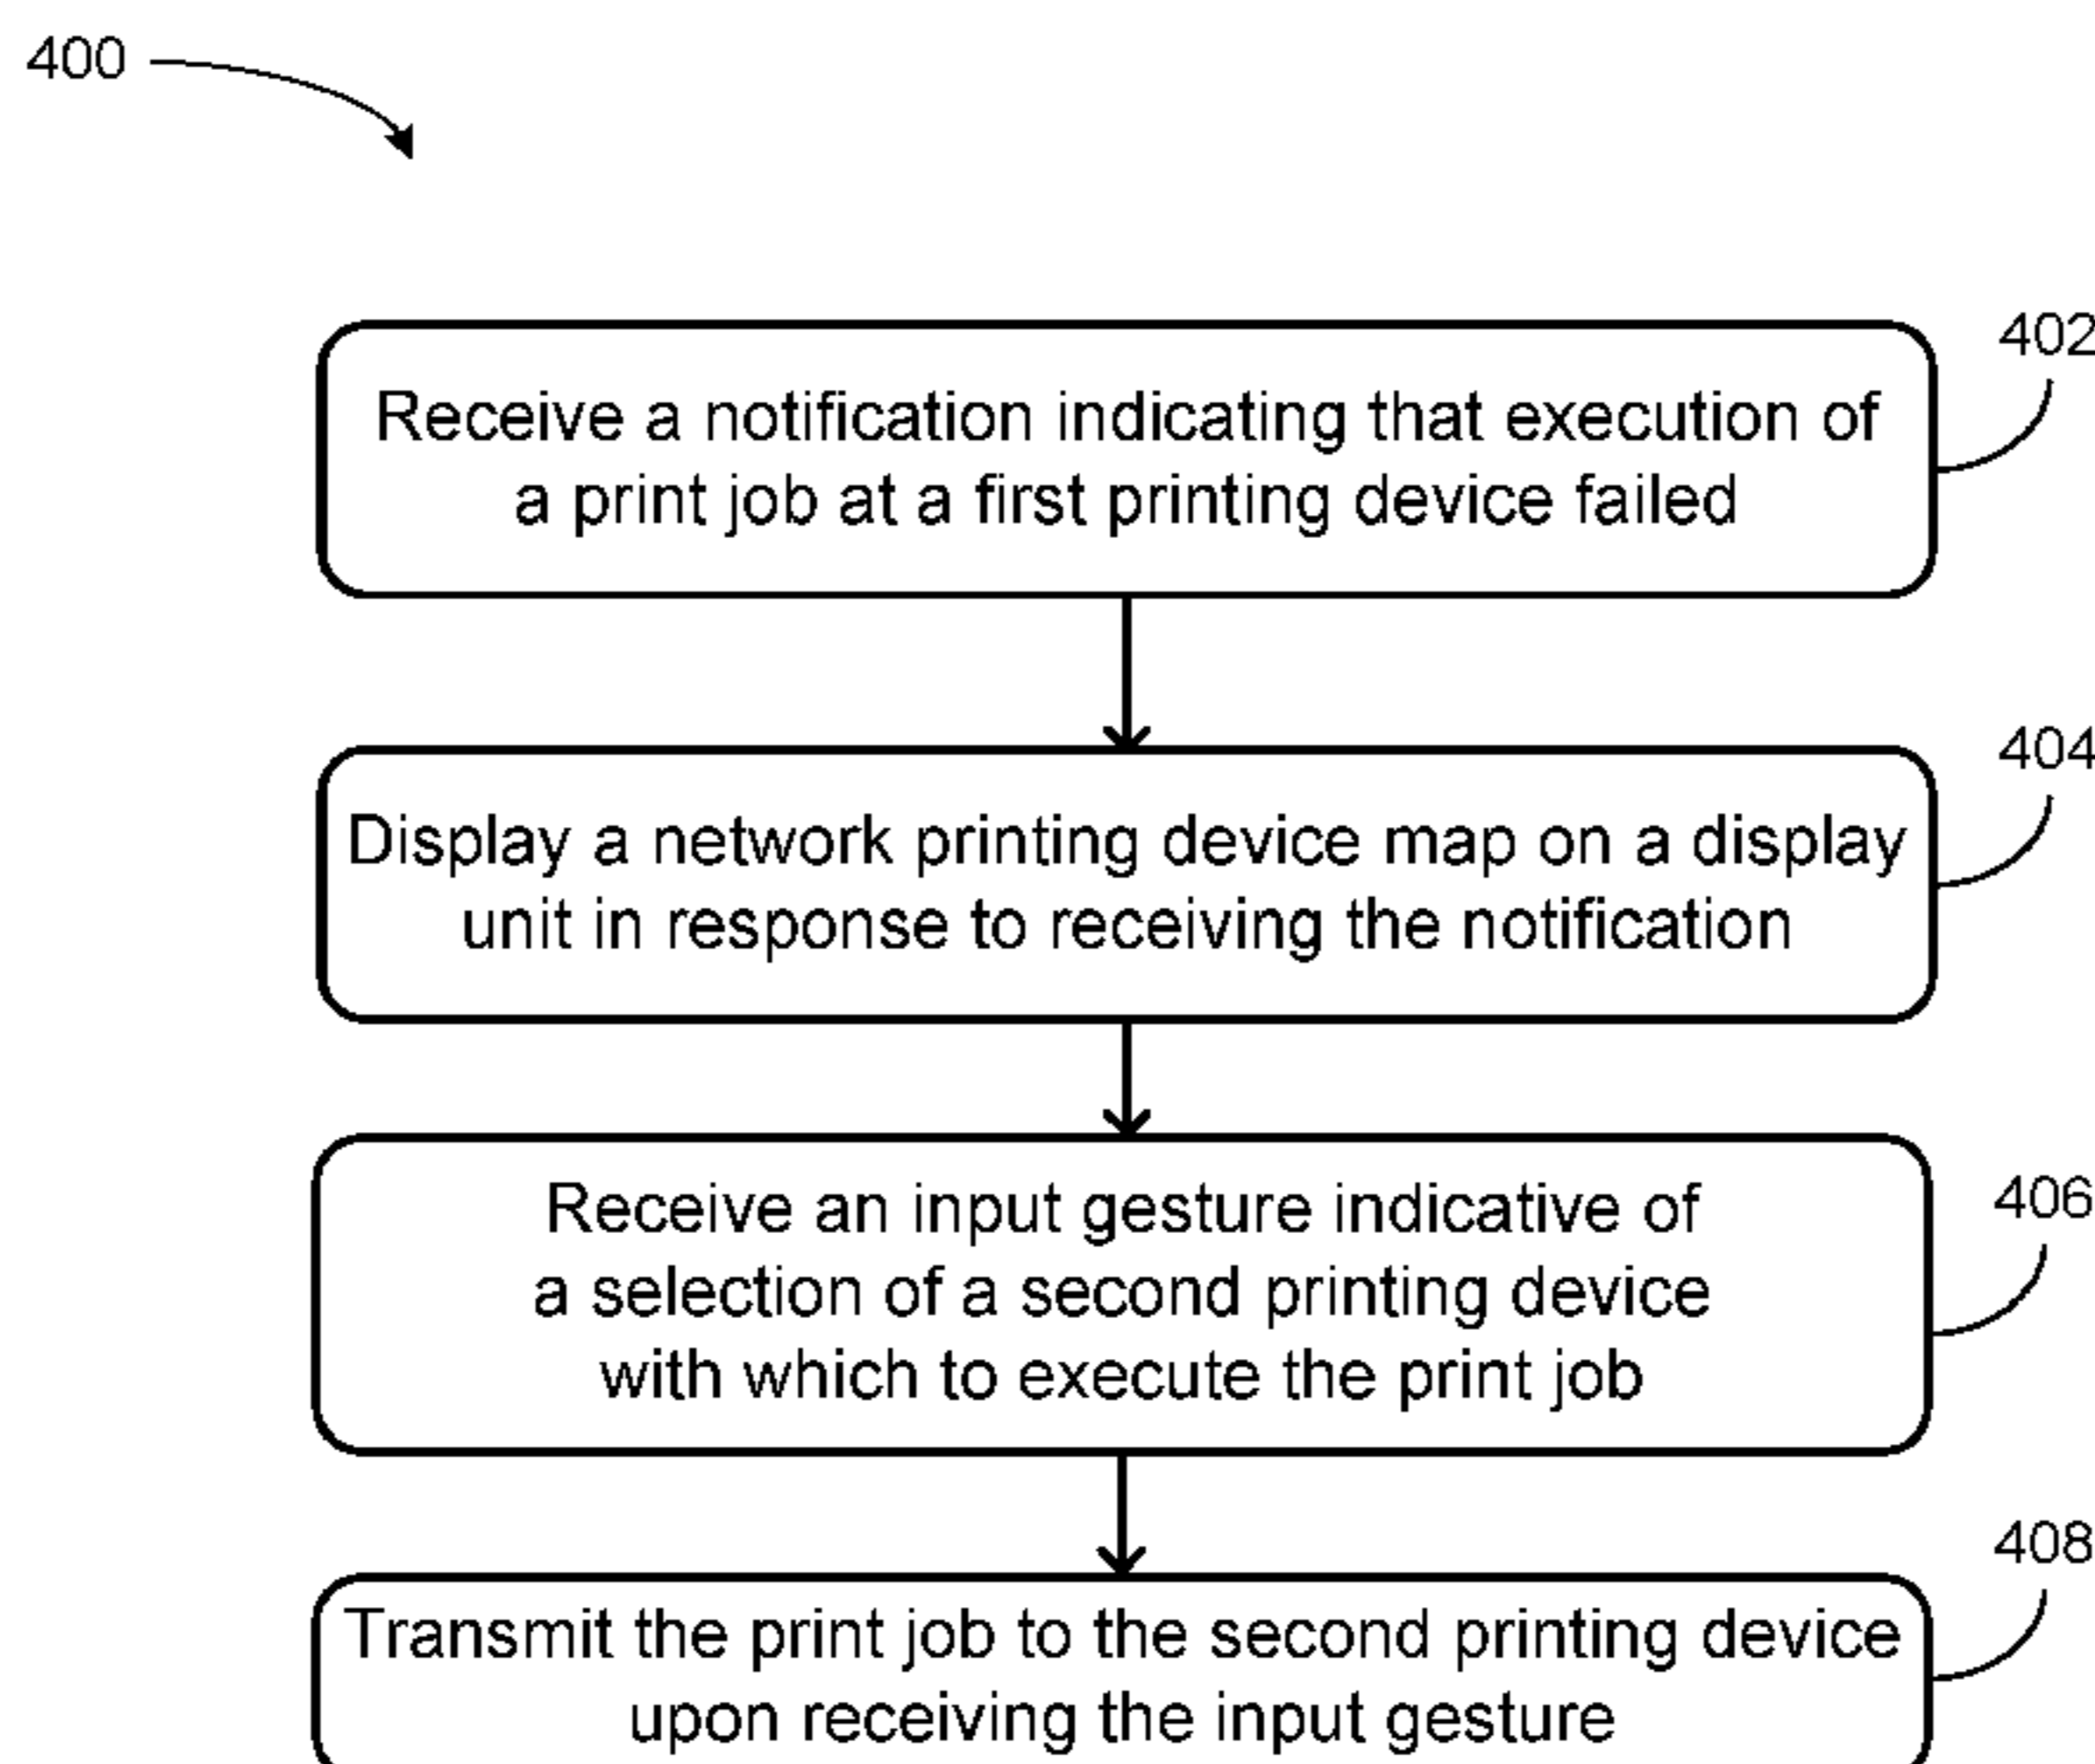 400
402
Receive a notification indicating that execution of
a print job at a first printing device failed
404
Display a network printing device map on a display
unit in response to receiving the notification
406
Receive an input gesture indicative of
a selection of a second printing device
with which to execute the print job
408
Transmit the print job to the second printing device
upon receiving the input gesture